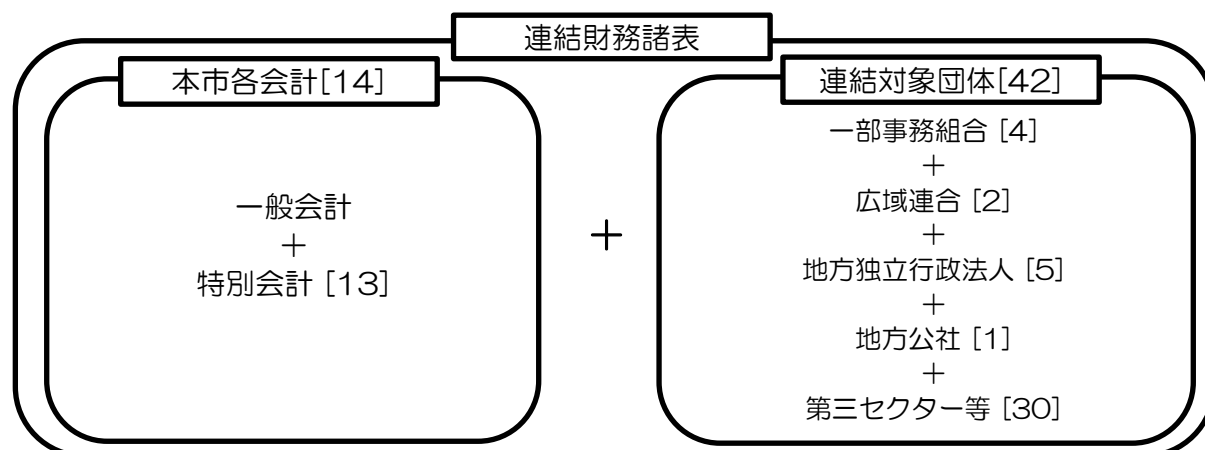 連結財務諸表
本市各会計[14]
一般会計
+
特別会計 [13]
+
連結対象団体[42]
一部事務組合 [4]
+
広域連合 [2]
+
地方独立行政法人 [5]
+
地方公社 [1]
+
第三セクター等 [30]